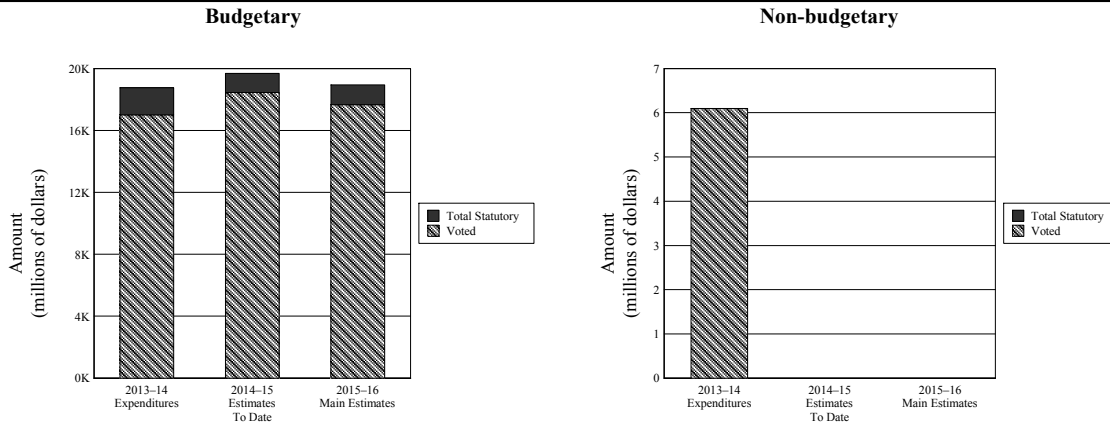 Budgetary
Amount
(millions of dollars)
20K
16K
12K
8K
4K
0K
2013–14
Expenditures
2014–15
Estimates
To Date
2015–16
Main Estimates
Total Statutory
Voted
Non-budgetary
Amount
(millions of dollars)
7
6
5
4
3
2
1
0
2013–14
Expenditures
2014–15
Estimates
To Date
2015–16
Main Estimates
Total Statutory
Voted